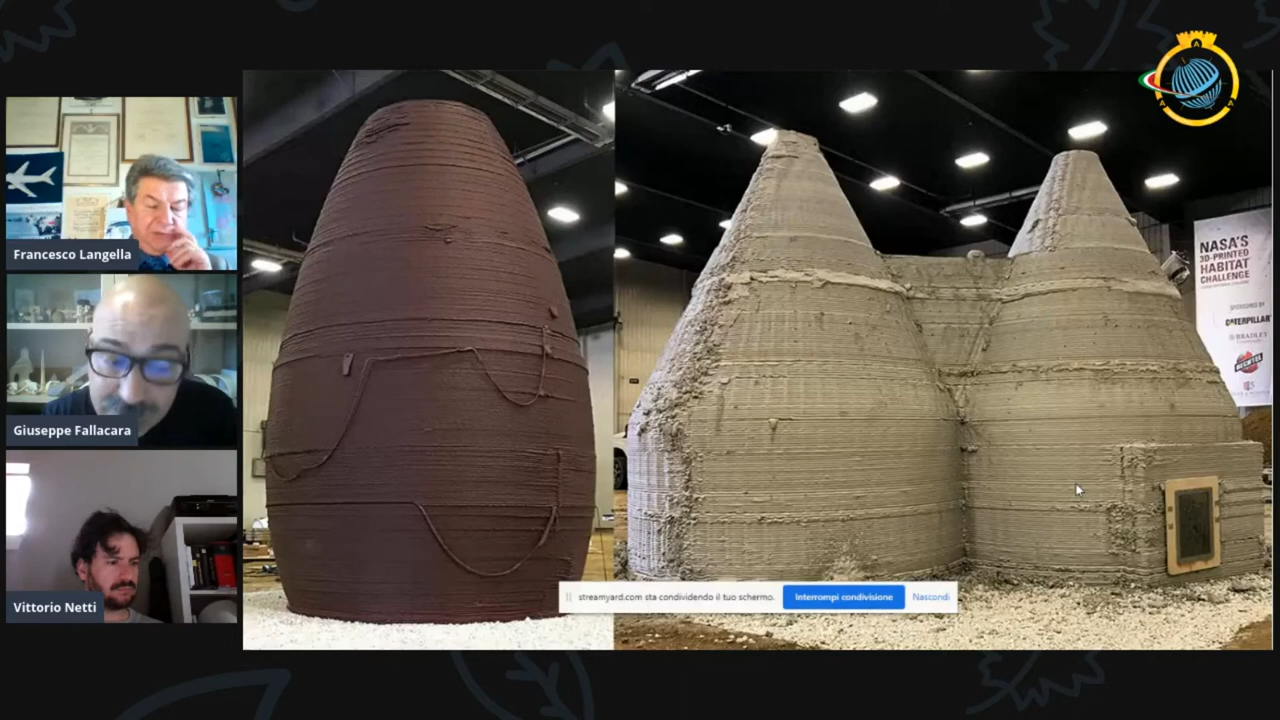 Francesco Langella
Giuseppe Fallacara
Vittorio Netti
NASA'S
3D-PRINTED
HABITAT
CHALLENGE
SPONSORED BY
CATERPILLAR
BRADLEY
BECHTEL
streamyard.com sta condividendo il tuo schermo.
Interrompi condivisione
Nascondi